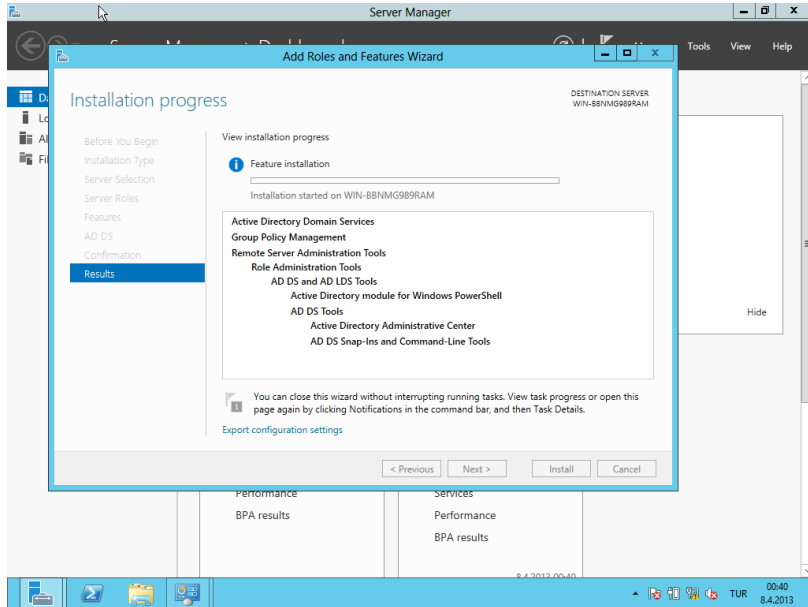 Server Manager
Tools
View
Help
Add Roles and Features Wizard
Installation progress
DESTINATION SERVER
WIN-BBNMG989RAM
Before You Begin
Installation Type
Server Selection
Server Roles
Features
AD DS
Confirmation
Results
View installation progress
Feature installation
Installation started on WIN-BBNMG989RAM
Active Directory Domain Services
Group Policy Management
Remote Server Administration Tools
Role Administration Tools
AD DS and AD LDS Tools
Active Directory module for Windows PowerShell
AD DS Tools
Active Directory Administrative Center
AD DS Snap-Ins and Command-Line Tools
1
You can close this wizard without interrupting running tasks. View task progress or open this
page again by clicking Notifications in the command bar, and then Task Details.
Export configuration settings
< Previous
Next >
Install
Cancel
Hide
Performance
BPA results
Services
Performance
BPA results
8.4.2013 00:40
TUR
00:40
8.4.2013